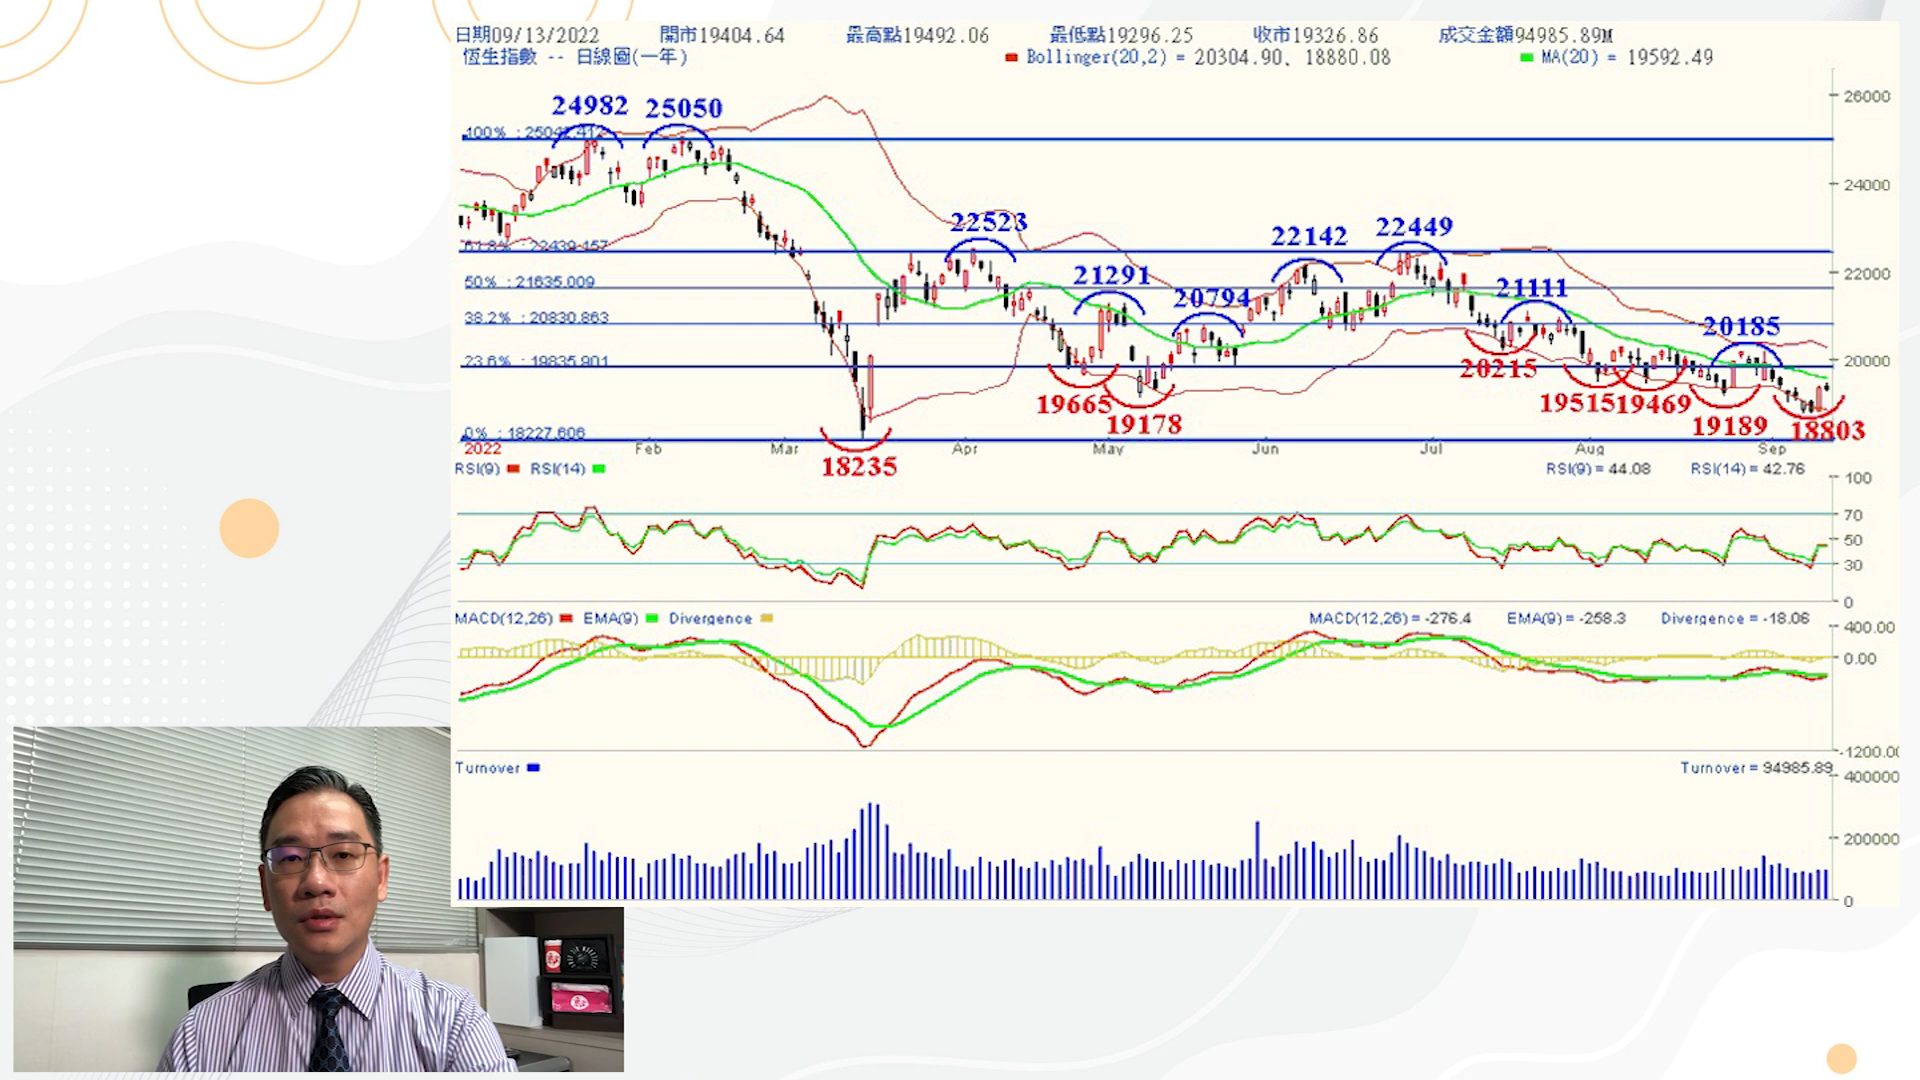 日期09/13/2022 開市19404.64 最高點19492.06 最低點19296.25 收市19326.86 成交金額94985.89M
恆生指數 -- 日線圖(一年) Bollinger(20,2) = 20304.90、18880.08 MA(20) = 19592.49
26000
24982 25050
100% : 25042.412
24000
22523
22142
22449
61.8% : 22439.157
22000
21291
50% : 21635.009
21111
20794
38.2% : 20830.863
20185
20000
23.6% : 19835.901
20215
19665
19515
19469
19178
19189
18803
0% : 18227.606
18235
2022 Feb Mar Apr May Jun Jul Aug Sep
RSI(9) RSI(14) RSI(9) = 44.08 RSI(14) = 42.76
100
70
50
30
0
MACD(12,26) EMA(9) Divergence MACD(12,26) = -276.4 EMA(9) = -258.3 Divergence = -18.06
400.00
0.00
-1200.00
Turnover Turnover = 94985.89
400000
200000
0